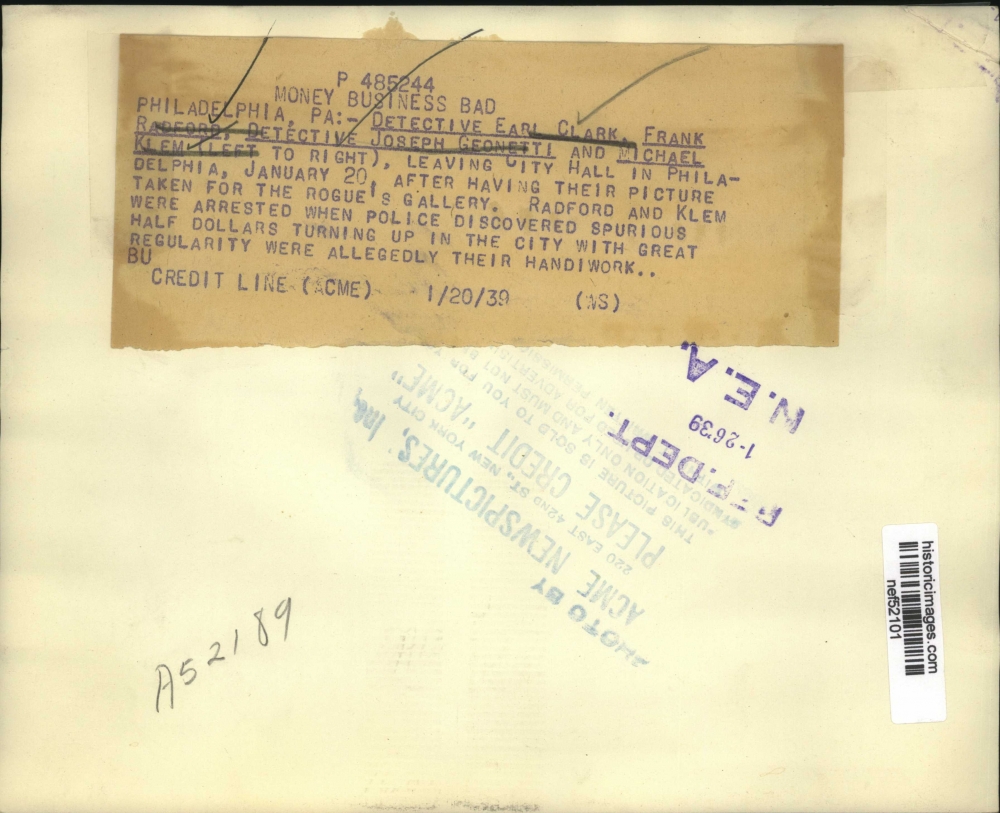 P 485244
MONEY BUSINESS BAD
PHILADELPHIA, PA:- DETECTIVE EARL CLARK, FRANK
RADFORD, DETECTIVE JOSEPH GEONETTI AND MICHAEL
KLEM (LEFT TO RIGHT), LEAVING CITY HALL IN PHILA-
DELPHIA, JANUARY 20, AFTER HAVING THEIR PICTURE
TAKEN FOR THE ROGUE'S GALLERY. RADFORD AND KLEM
WERE ARRESTED WHEN POLICE DISCOVERED SPURIOUS
HALF DOLLARS TURNING UP IN THE CITY WITH GREAT
REGULARITY WERE ALLEGEDLY THEIR HANDIWORK..
BU
CREDIT LINE (ACME) 1/20/39 (WS)
N.E.A.
1-26'39
REF. DEPT.
PHOTO BY
ACME NEWSPICTURES, Inc.
220 EAST 42ND ST., NEW YORK CITY
PLEASE CREDIT "ACME"
THIS PICTURE IS SOLD TO YOU FOR
PUBLICATION ONLY AND MUST NOT
FOR ADVERTIS
A52189
historicimages.com
nef52101